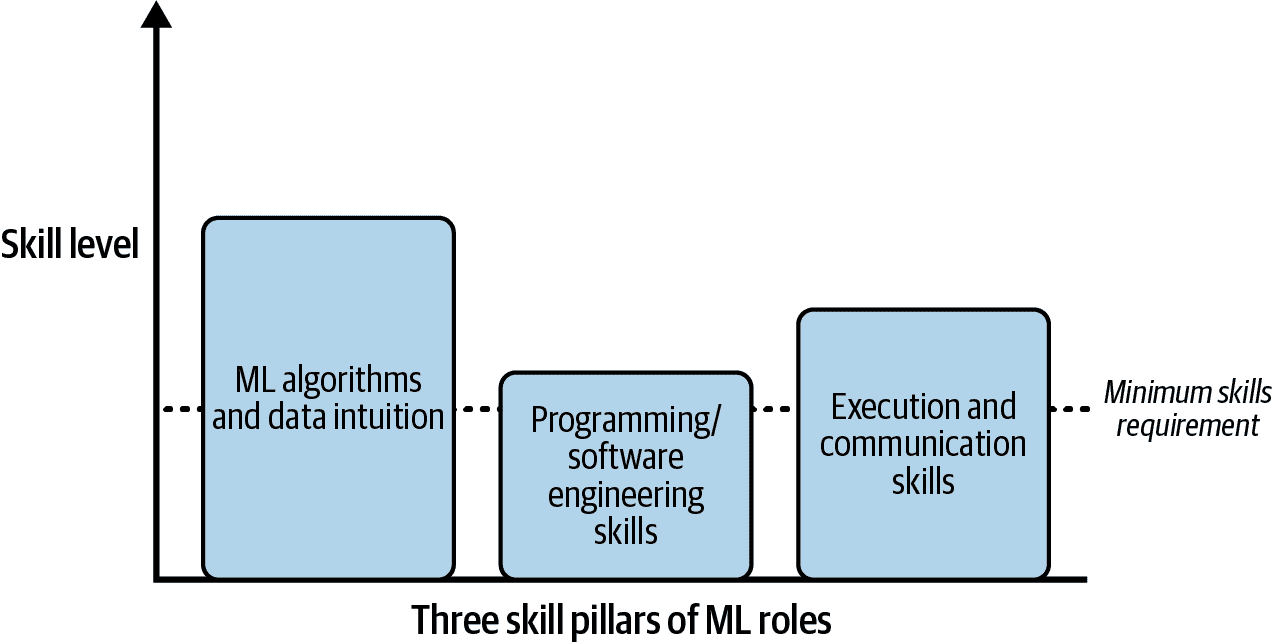 Skill level
ML algorithms
and data intuition
Programming/
software
engineering
skills
Execution and
communication
skills
Minimum skills
requirement
Three skill pillars of ML roles